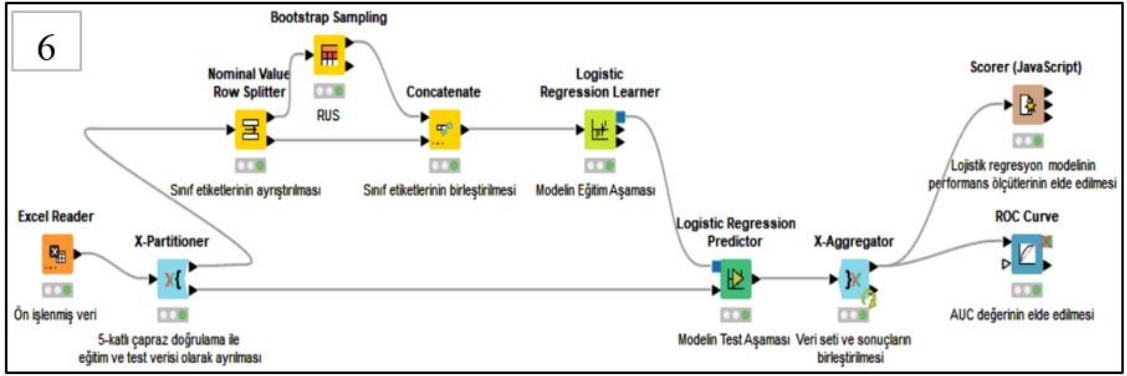 6
Bootstrap Sampling
RUS
Nominal Value
Row Splitter
Sınıf etiketlerinin ayrıştırılması
Concatenate
Sınıf etiketlerinin birleştirilmesi
Logistic
Regression Learner
Modelin Eğitim Aşaması
Scorer (JavaScript)
Lojistik regresyon modelinin
performans ölçütlerinin elde edilmesi
Excel Reader
Ön işlenmiş veri
X-Partitioner
5-katlı çapraz doğrulama ile
eğitim ve test verisi olarak ayrılması
Logistic Regression
Predictor
Modelin Test Aşaması
X-Aggregator
Veri seti ve sonuçların
birleştirilmesi
ROC Curve
AUC değerinin elde edilmesi